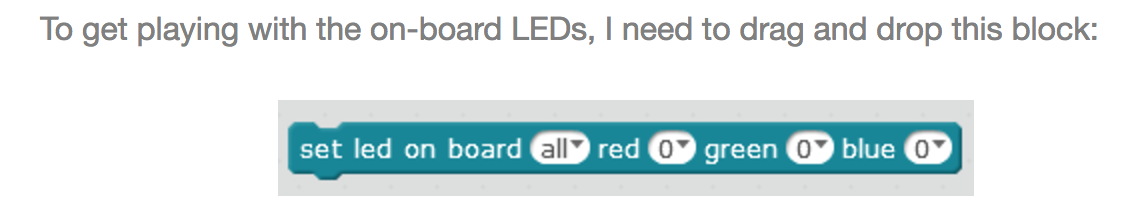 To get playing with the on-board LEDs, I need to drag and drop this block:
set led on board all red 0 green 0 blue 0